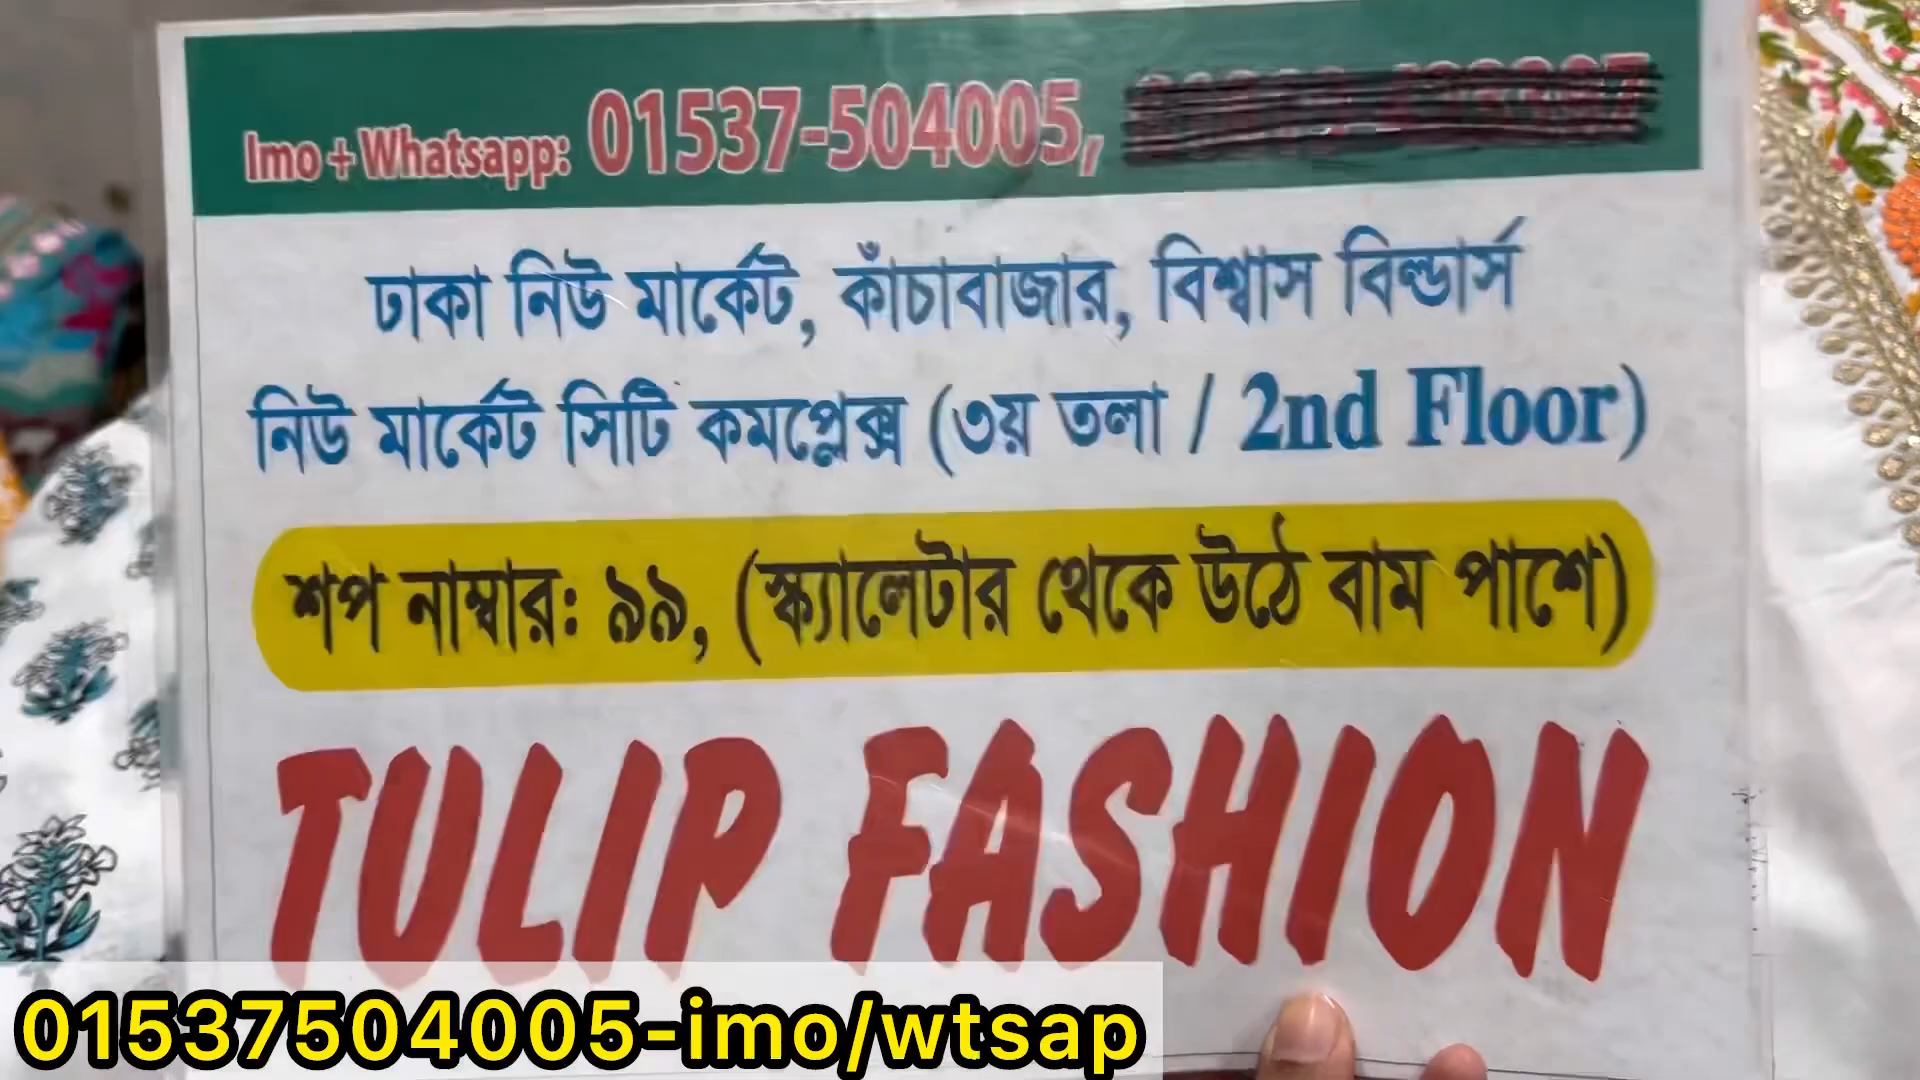 Imo + Whatsapp: 01537-504005,
ঢাকা নিউ মার্কেট, কাঁচাবাজার, বিশ্বাস বিল্ডার্স
নিউ মার্কেট সিটি কমপ্লেক্স (৩য় তলা / 2nd Floor)
শপ নাম্বার: ৯৯, (স্ক্যালেটার থেকে উঠে বাম পাশে)
TULIP FASHION
01537504005-imo/wtsap